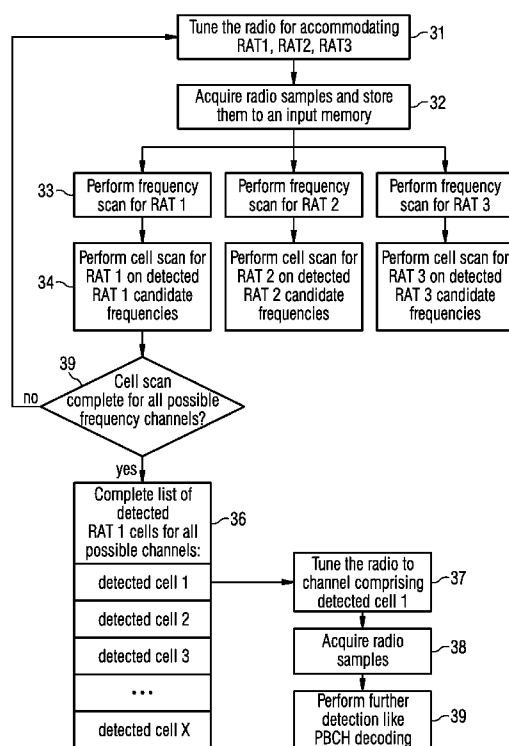 Tune the radio for accommodating
RAT1, RAT2, RAT3
31
Acquire radio samples and store
them to an input memory
32
33
Perform frequency
scan for RAT 1
Perform frequency
scan for RAT 2
Perform frequency
scan for RAT 3
34
Perform cell scan for
RAT 1 on detected
RAT 1 candidate
frequencies
Perform cell scan for
RAT 2 on detected
RAT 2 candidate
frequencies
Perform cell scan for
RAT 3 on detected
RAT 3 candidate
frequencies
39
Cell scan
complete for all possible
frequency channels?
no
yes
Complete list of
detected
RAT 1 cells for all
possible channels:
36
detected cell 1
detected cell 2
detected cell 3
...
detected cell X
Tune the radio to
channel comprising
detected cell 1
37
Acquire radio
samples
38
Perform further
detection like
PBCH decoding
39